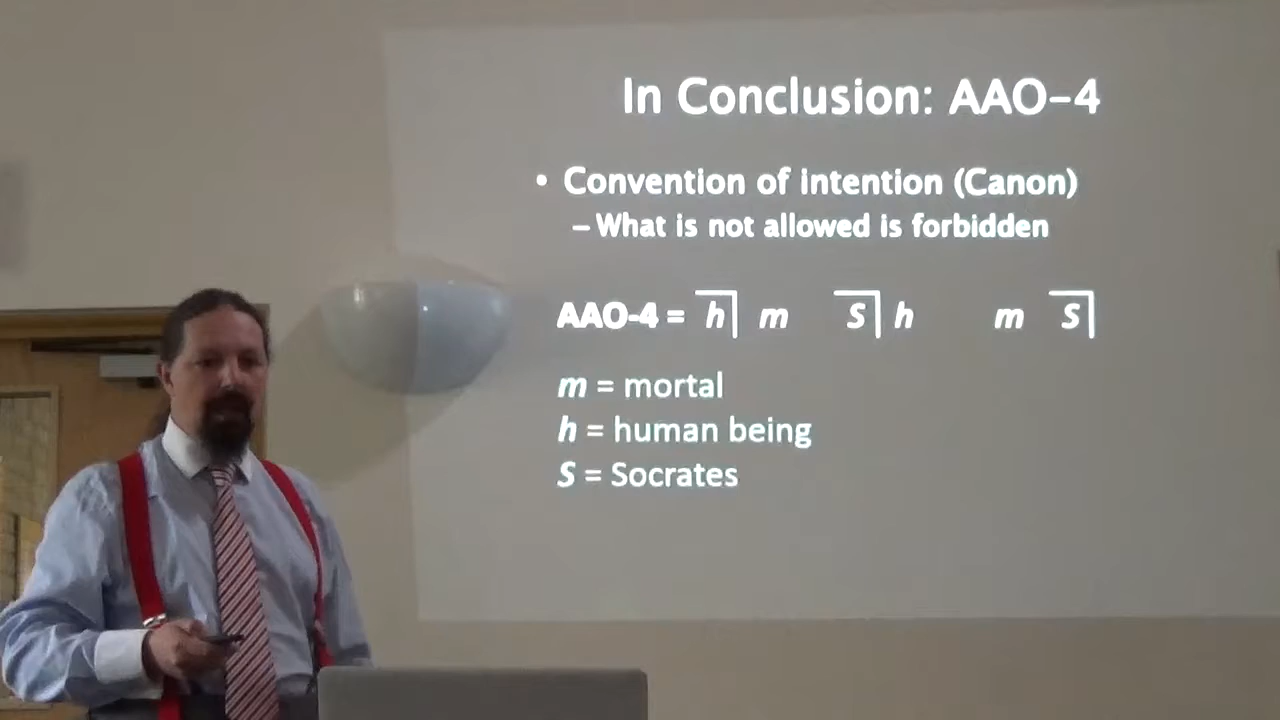 In Conclusion: AAO–4
• Convention of intention (Canon)
– What is not allowed is forbidden
AAO-4 = h̅| m S̅| h m S̅|
m = mortal
h = human being
S = Socrates